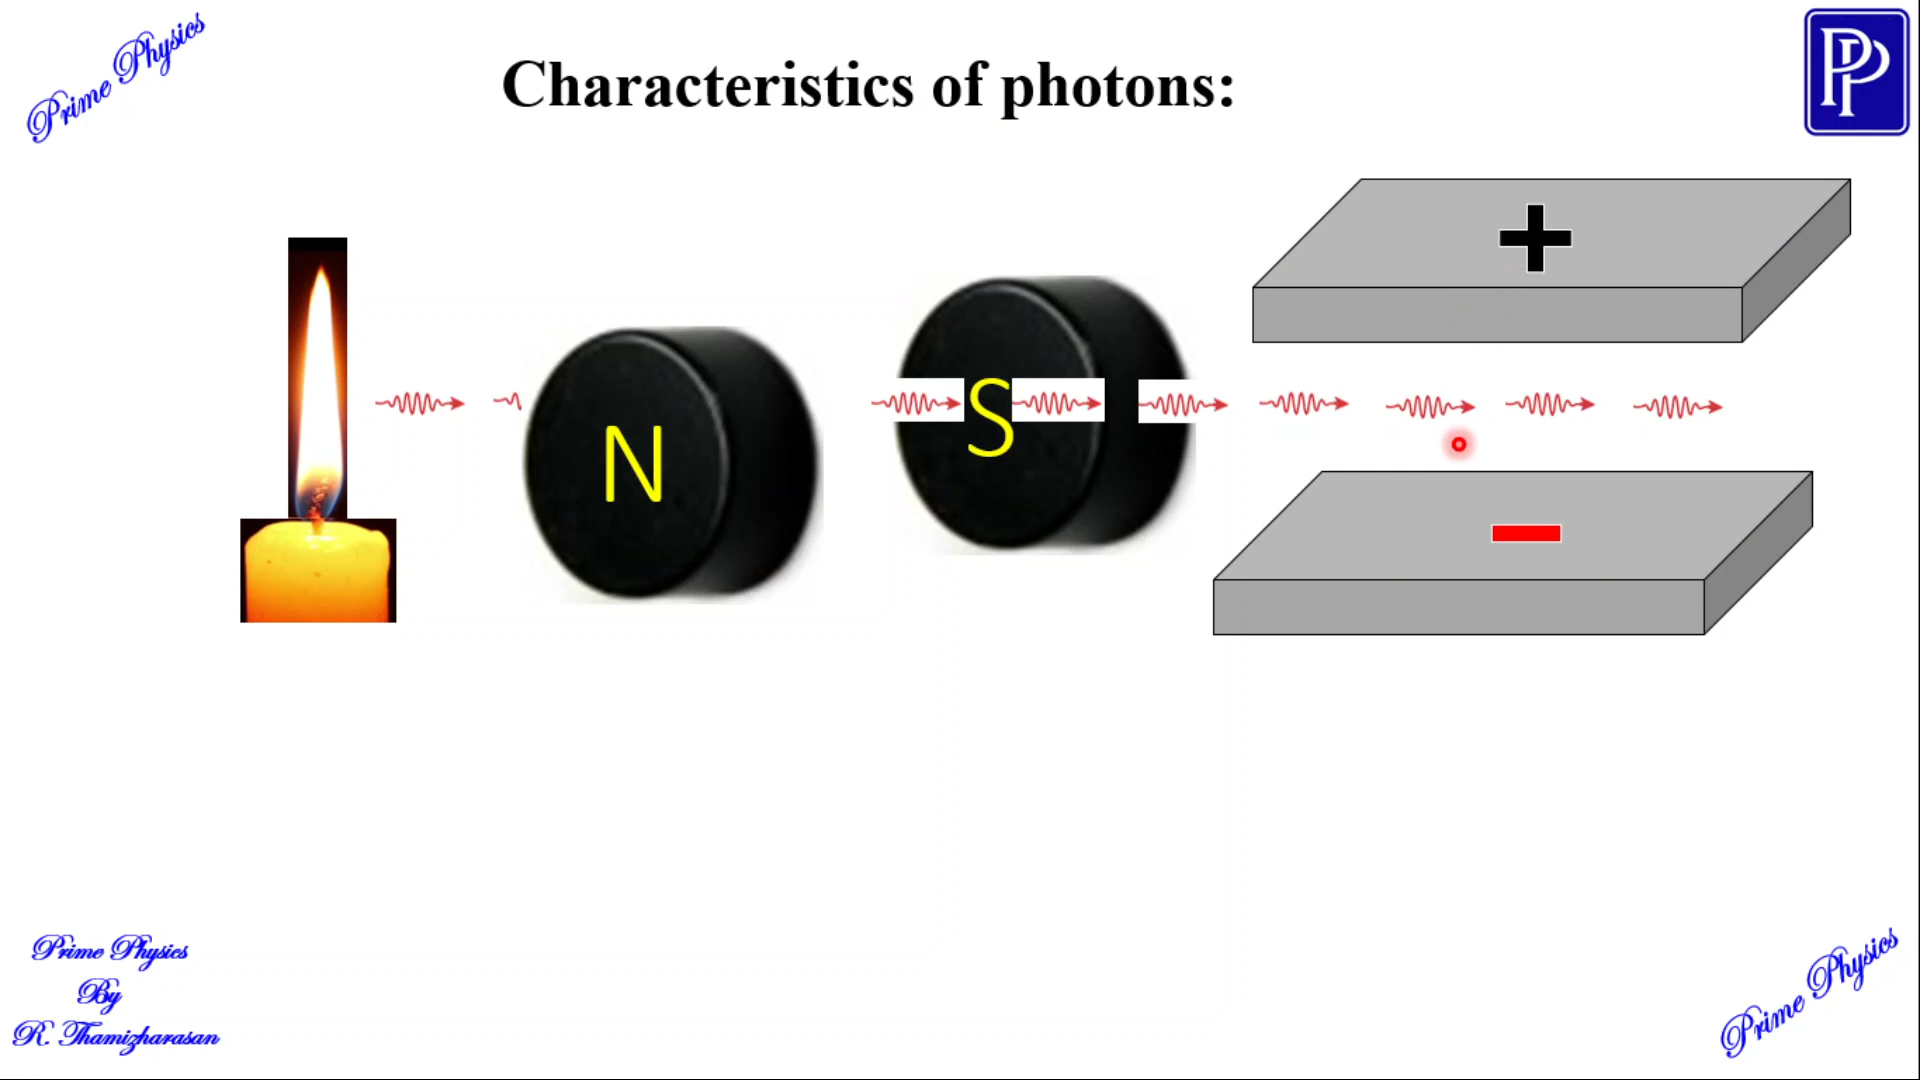 Prime Physics
Characteristics of photons:
PP
+
N
S
-
Prime Physics
By
R. Thamizharasan
Prime Physics